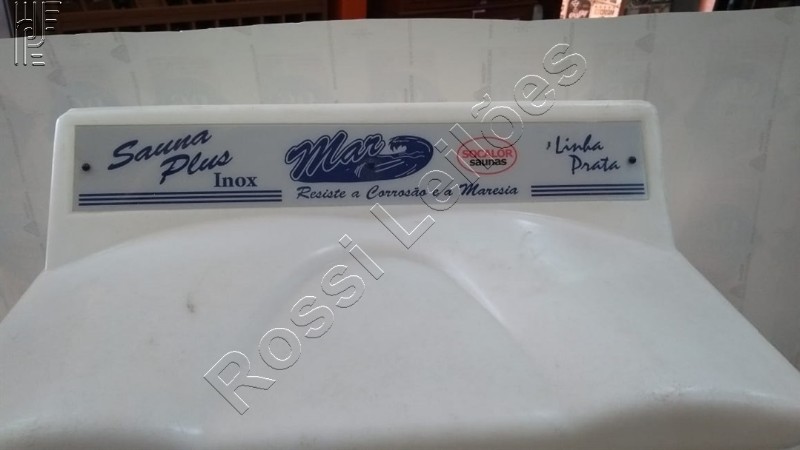 Sauna
Plus
Inox
Mar
SOCALOR
saunas
Linha
Prata
Resiste a Corrosão e a Maresia
Rossi Leilões